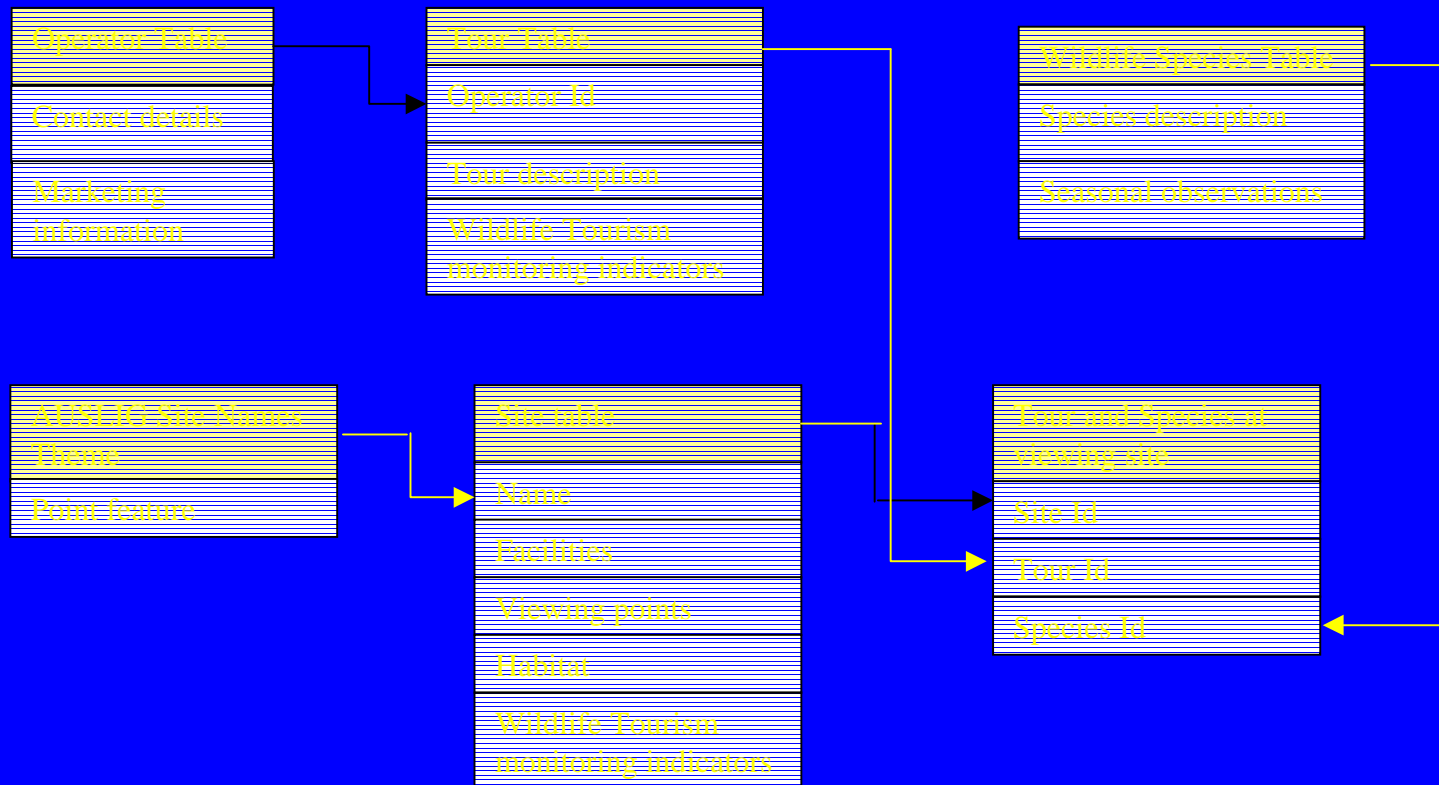 Operator Table
Contact details
Marketing
information
Tour Table
Operator Id
Tour description
Wildlife Tourism
monitoring indicators
Wildlife Species Table
Species description
Seasonal observations
AUSLIG Site Names
Theme
Point feature
Site table
Name
Facilities
Viewing points
Habitat
Wildlife Tourism
monitoring indicators
Tour and Species at
viewing site
Site Id
Tour Id
Species Id